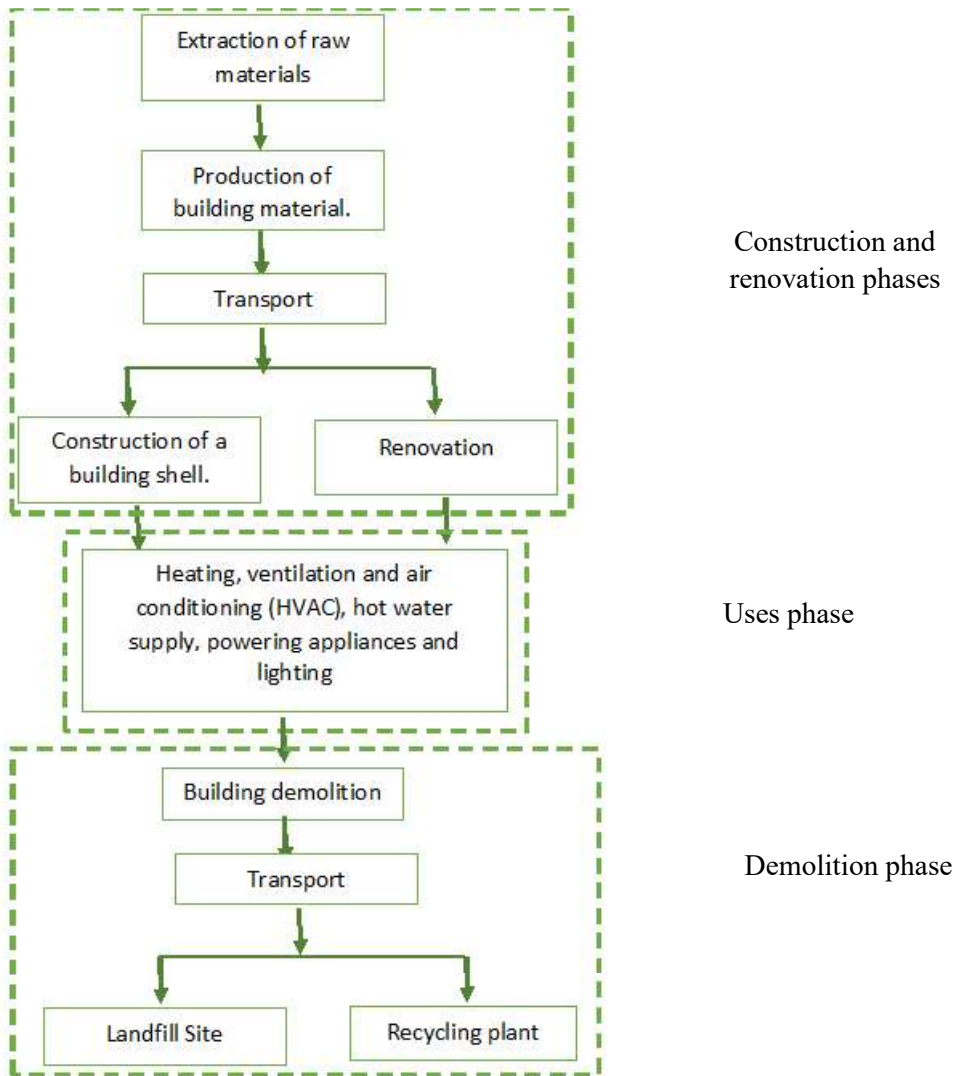 Extraction of raw
materials
Production of
building material.
Transport
Construction and
renovation phases
Construction of a
building shell.
Renovation
Heating, ventilation and air
conditioning (HVAC), hot water
supply, powering appliances and
lighting
Uses phase
Building demolition
Transport
Demolition phase
Landfill Site
Recycling plant